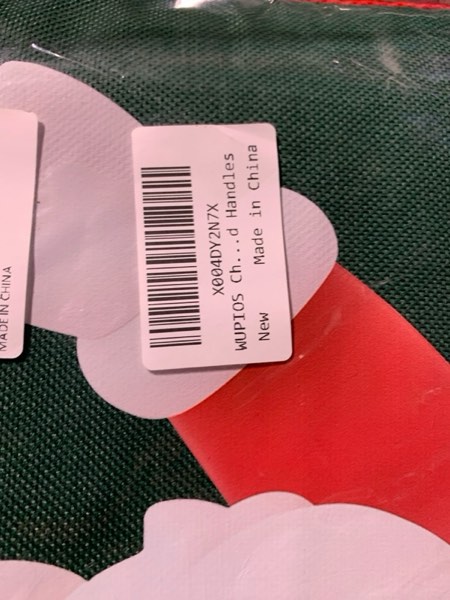 X004DY2N7X
WUPIOS Ch...d Handles
New
Made in China
MADE IN CHINA